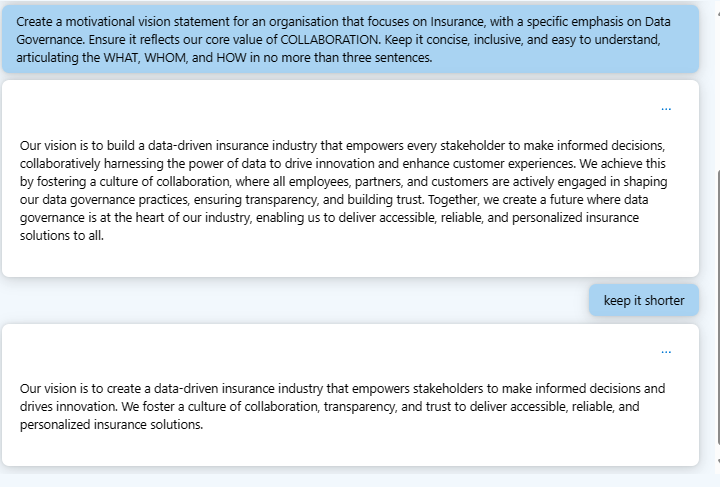 Create a motivational vision statement for an organisation that focuses on Insurance, with a specific emphasis on Data
Governance. Ensure it reflects our core value of COLLABORATION. Keep it concise, inclusive, and easy to understand,
articulating the WHAT, WHOM, and HOW in no more than three sentences.
...
Our vision is to build a data-driven insurance industry that empowers every stakeholder to make informed decisions,
collaboratively harnessing the power of data to drive innovation and enhance customer experiences. We achieve this
by fostering a culture of collaboration, where all employees, partners, and customers are actively engaged in shaping
our data governance practices, ensuring transparency, and building trust. Together, we create a future where data
governance is at the heart of our industry, enabling us to deliver accessible, reliable, and personalized insurance
solutions to all.
keep it shorter
...
Our vision is to create a data-driven insurance industry that empowers stakeholders to make informed decisions and
drives innovation. We foster a culture of collaboration, transparency, and trust to deliver accessible, reliable, and
personalized insurance solutions.